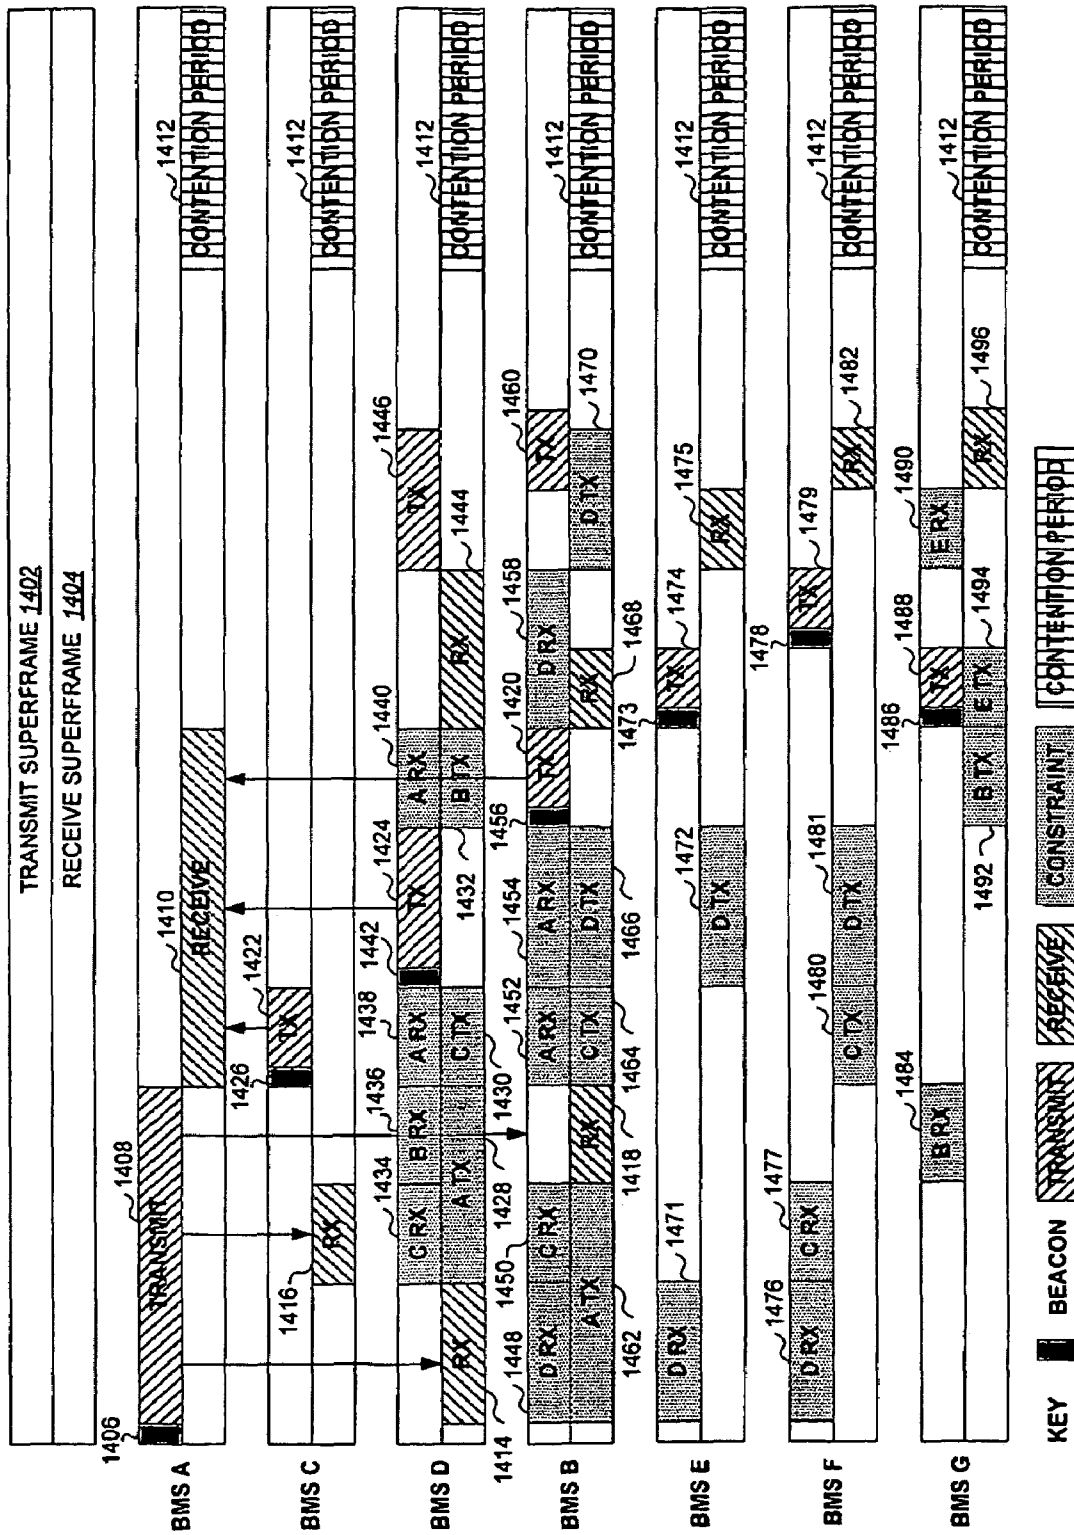 TRANSMIT SUPERFRAME 1402
RECEIVE SUPERFRAME 1404
BMS A
1406
TRANSMIT
1408
RECEIVE
1410
CONTENTION PERIOD
1412
BMS C
1416
RX
1426
TX
1422
CONTENTION PERIOD
1412
BMS D
1414
RX
C RX
1434
B RX
1436
A RX
1438
1442
TX
1424
A RX
1440
TX
1446
A TX
1428
C TX
1430
B TX
1432
RX
1444
CONTENTION PERIOD
1412
BMS B
D RX
1448
C RX
1450
A RX
1452
A RX
1454
1456
TX
1420
D RX
1458
TX
1460
A TX
1462
RX
1418
C TX
1464
D TX
1466
RX
1468
D TX
1470
CONTENTION PERIOD
1412
BMS E
D RX
1471
D TX
1472
1473
TX
1474
RX
1475
CONTENTION PERIOD
1412
BMS F
D RX
1476
C RX
1477
C TX
1480
D TX
1481
1478
TX
1479
RX
1482
CONTENTION PERIOD
1412
BMS G
B RX
1484
1486
TX
1488
E RX
1490
B TX
1492
E TX
1494
RX
1496
CONTENTION PERIOD
1412
KEY
BEACON
TRANSMIT
RECEIVE
CONSTRAINT
CONTENTION PERIOD